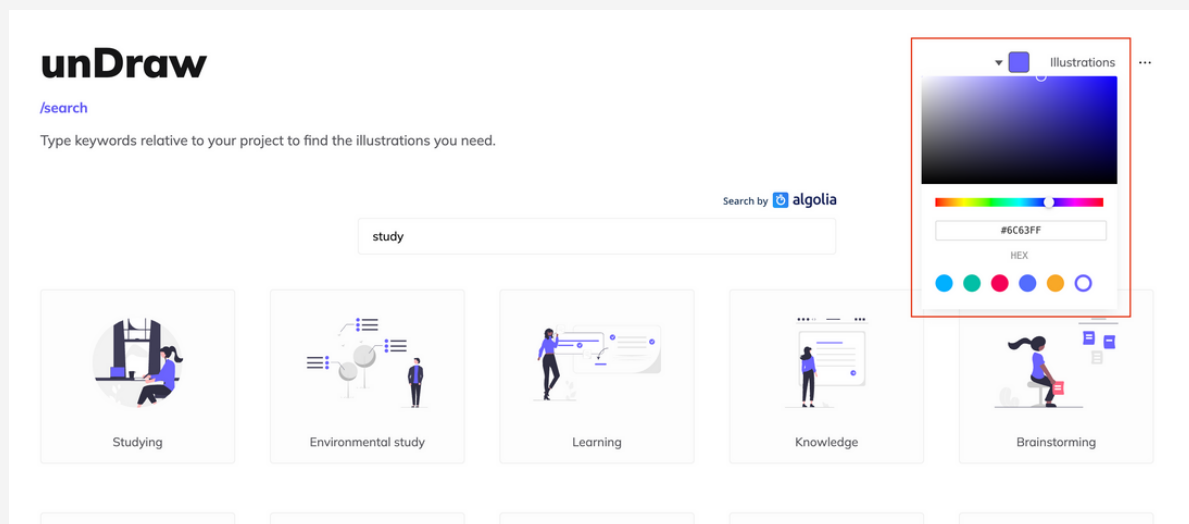 unDraw
Illustrations
/search
Type keywords relative to your project to find the illustrations you need.
Search by algolia
study
#6C63FF
HEX
Studying
Environmental study
Learning
Knowledge
Brainstorming